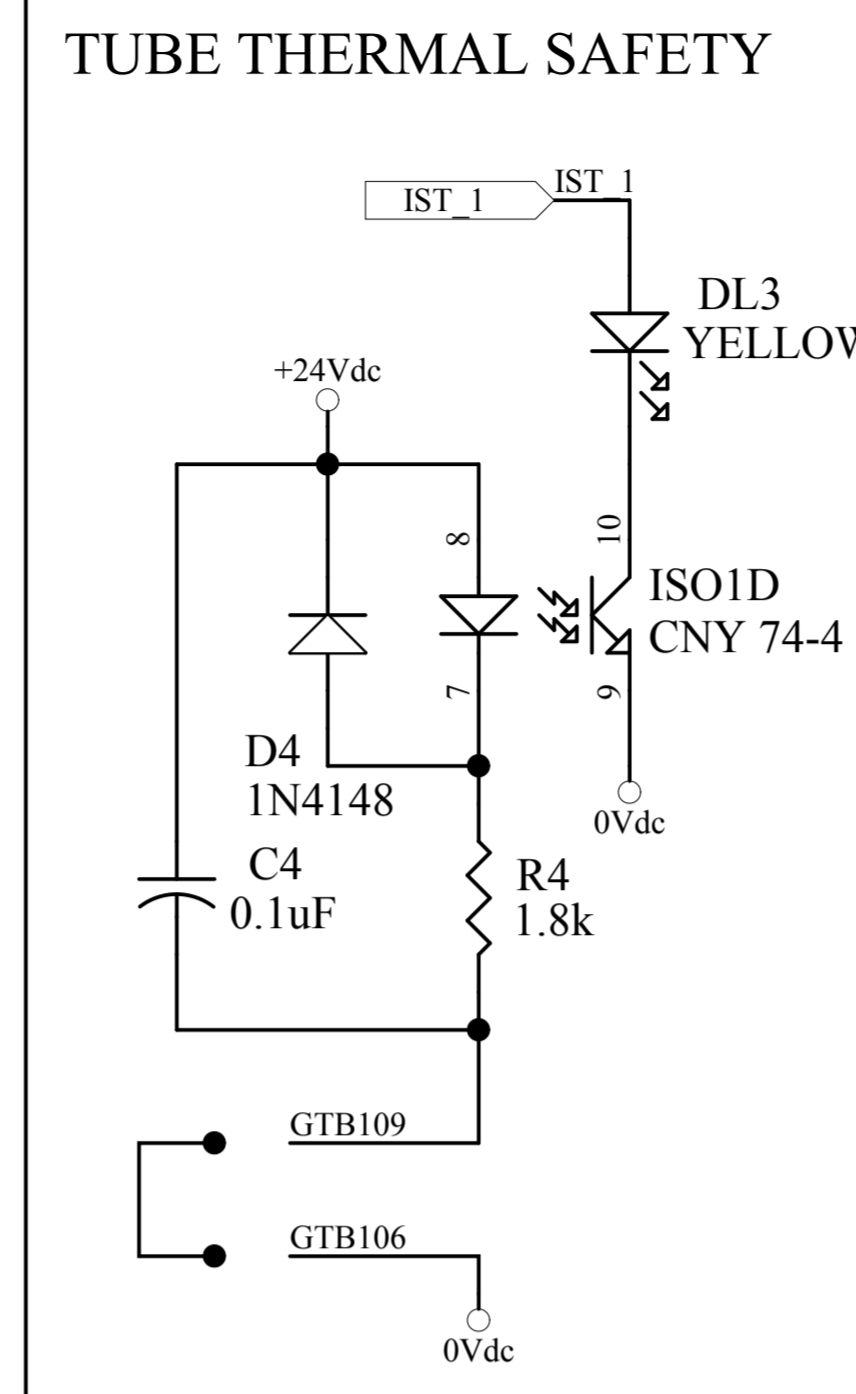 TUBE THERMAL SAFETY
IST_1
IST_1
DL3
YELLOW
+24Vdc
8
10
ISO1D
CNY 74-4
7
9
D4
1N4148
0Vdc
C4
0.1uF
R4
1.8k
GTB109
GTB106
0Vdc